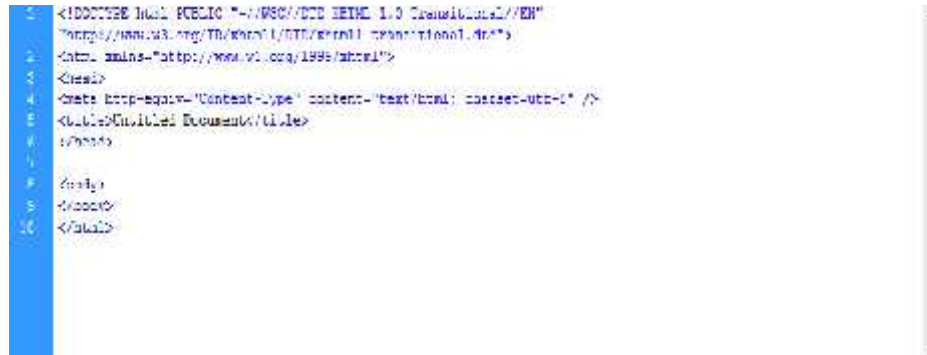 1 <!DOCTYPE html PUBLIC "-//W3C//DTD XHTML 1.0 Transitional//EN"
"http://www.w3.org/TR/xhtml1/DTD/xhtml1-transitional.dtd">
2 <html xmlns="http://www.w3.org/1999/xhtml">
3 <head>
4 <meta http-equiv="Content-Type" content="text/html; charset=utf-8" />
5 <title>Untitled Document</title>
6 </head>
7
8 <body>
9 </body>
10 </html>